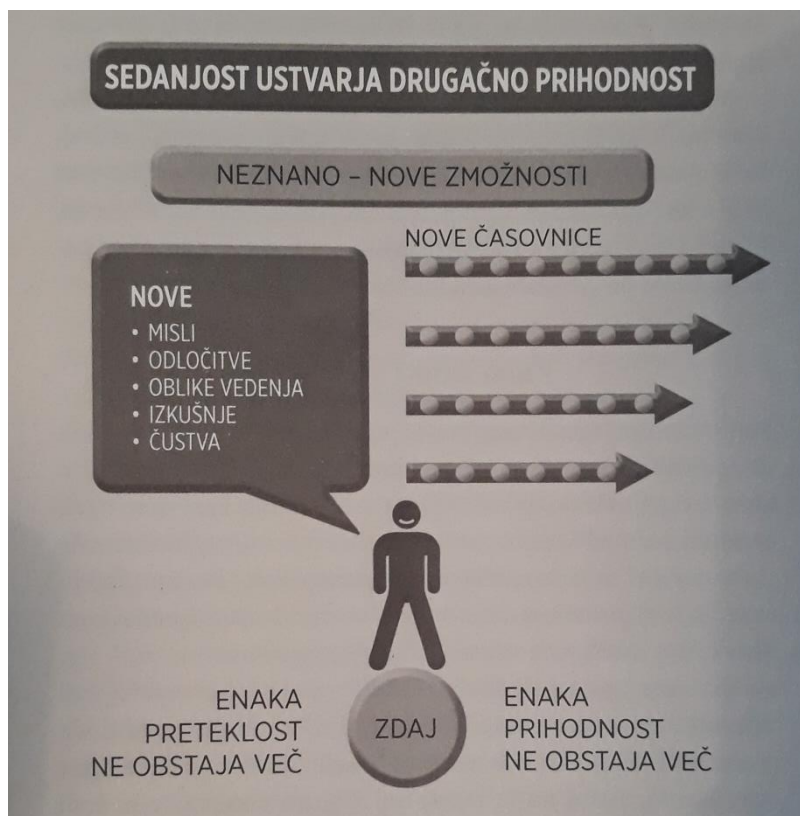 SEDANJOST USTVARJA DRUGAČNO PRIHODNOST
NEZNANO – NOVE ZMOŽNOSTI
NOVE ČASOVNICE
NOVE
• MISLI
• ODLOČITVE
• OBLIKE VEDENJA
• IZKUŠNJE
• ČUSTVA
ENAKA
PRETEKLOST
NE OBSTAJA VEČ
ZDAJ
ENAKA
PRIHODNOST
NE OBSTAJA VEČ